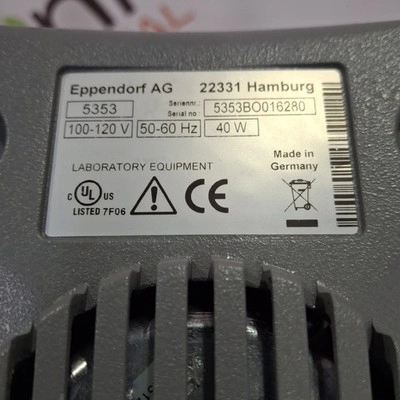 Eppendorf AG 22331 Hamburg
5353 Seriennr.: Serial no.: 5353BO016280
100-120 V 50-60 Hz 40 W
LABORATORY EQUIPMENT
Made in
Germany
C UL US
LISTED 7F06
CE